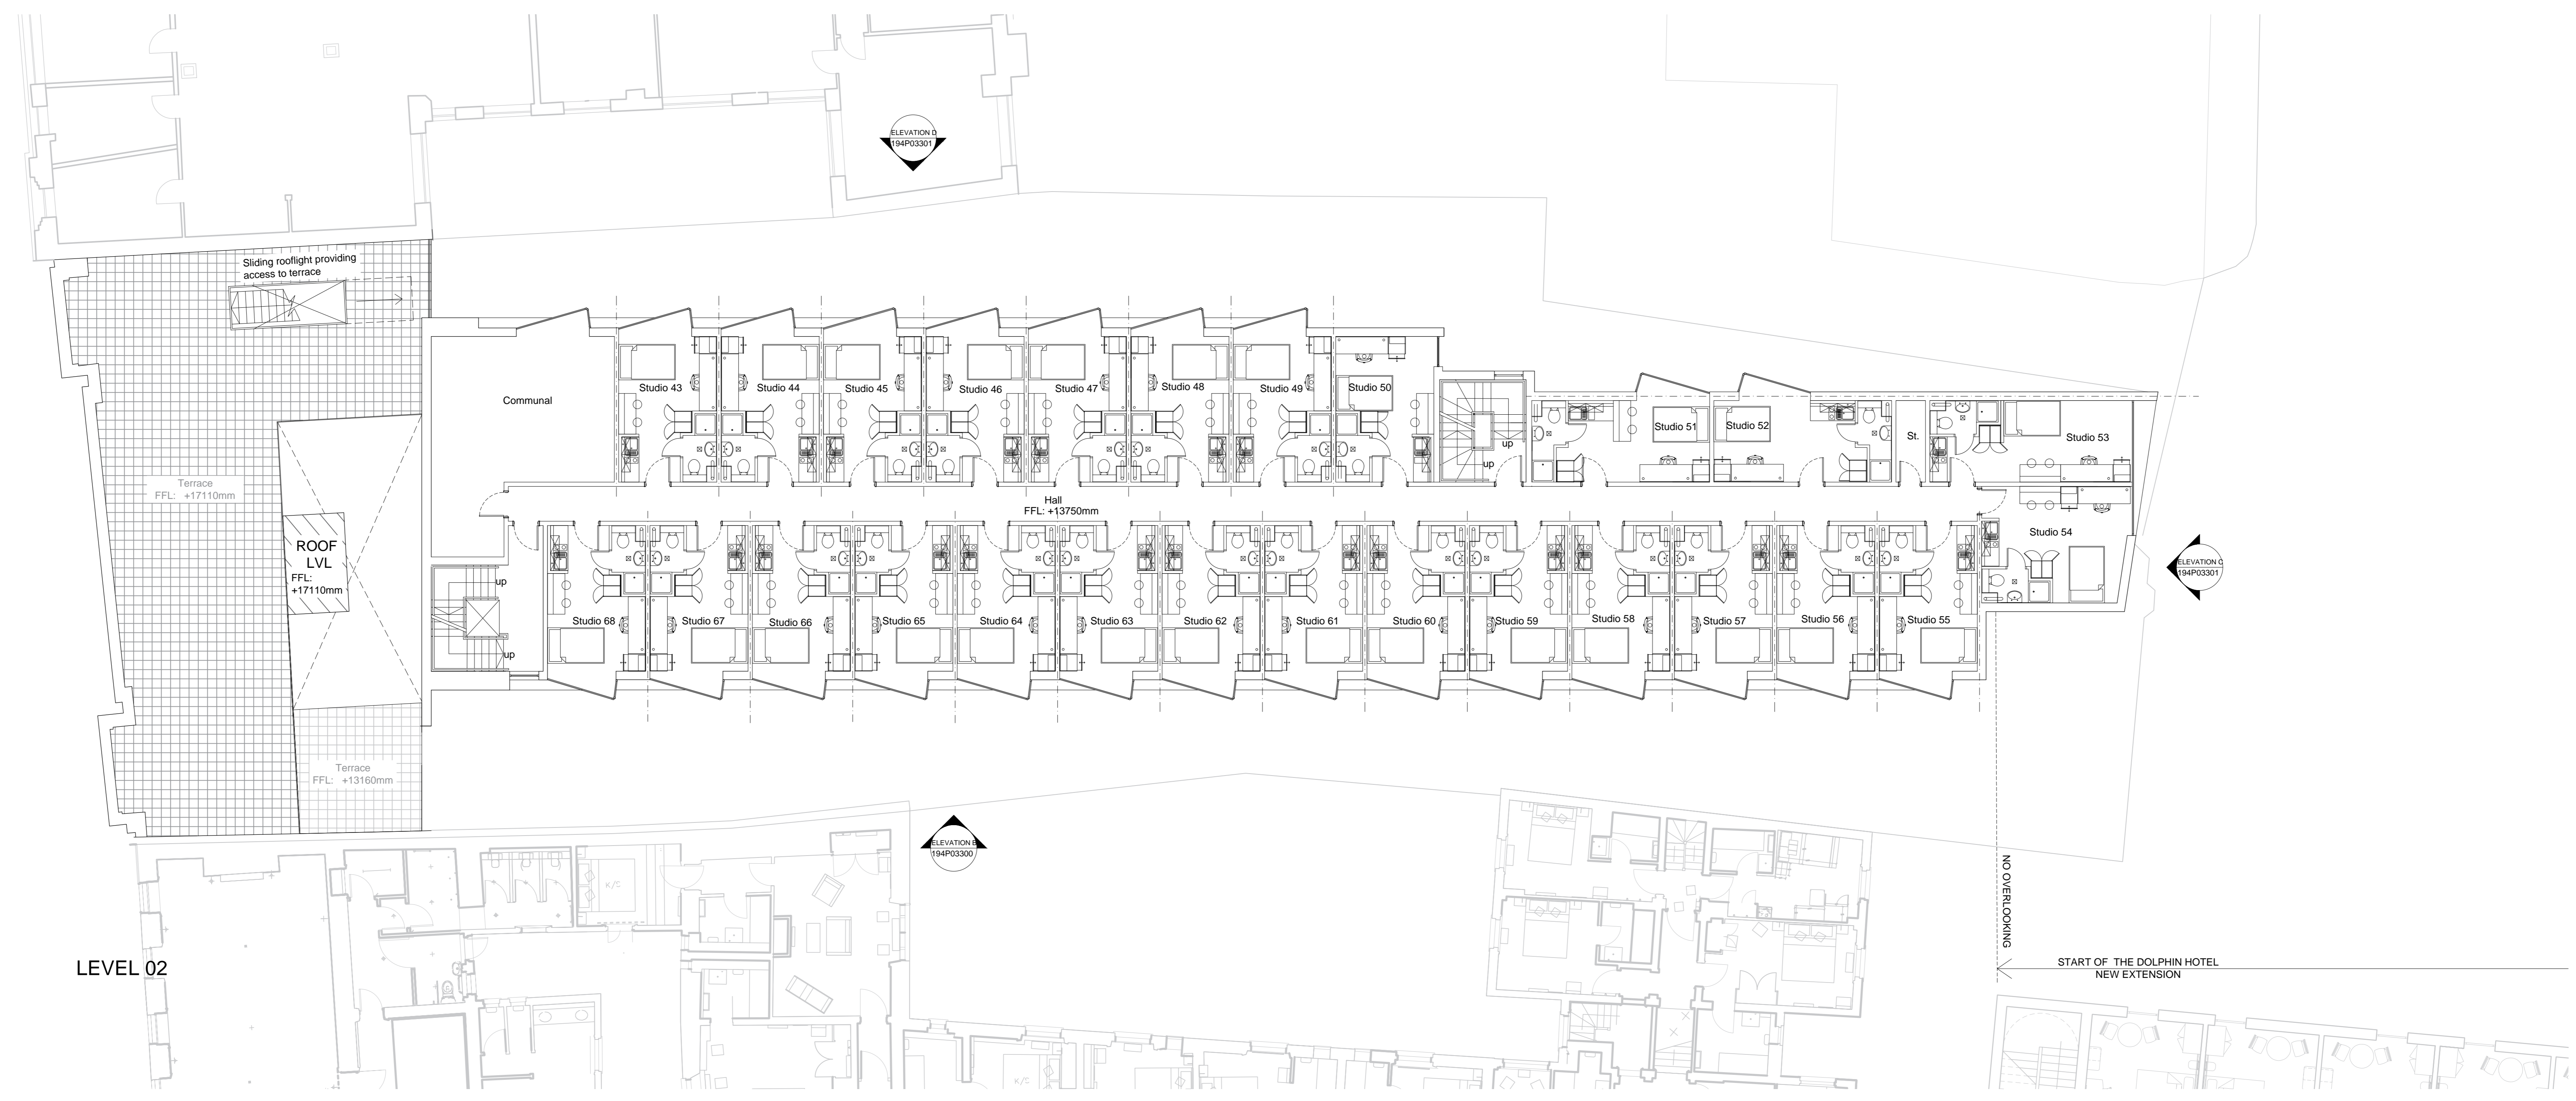 ELEVATION D
194P03301
Sliding rooflight providing
access to terrace
Studio 43
Studio 44
Studio 45
Studio 46
Studio 47
Studio 48
Studio 49
Studio 50
Communal
up
up
Studio 51
Studio 52
St.
Studio 53
Terrace
FFL: +17110mm
Hall
FFL: +13750mm
ROOF
LVL
FFL:
+17110mm
up
up
Studio 54
ELEVATION C
194P03301
Studio 68
Studio 67
Studio 66
Studio 65
Studio 64
Studio 63
Studio 62
Studio 61
Studio 60
Studio 59
Studio 58
Studio 57
Studio 56
Studio 55
Terrace
FFL: +13160mm
ELEVATION B
194P03300
NO OVERLOOKING
LEVEL 02
START OF THE DOLPHIN HOTEL
NEW EXTENSION